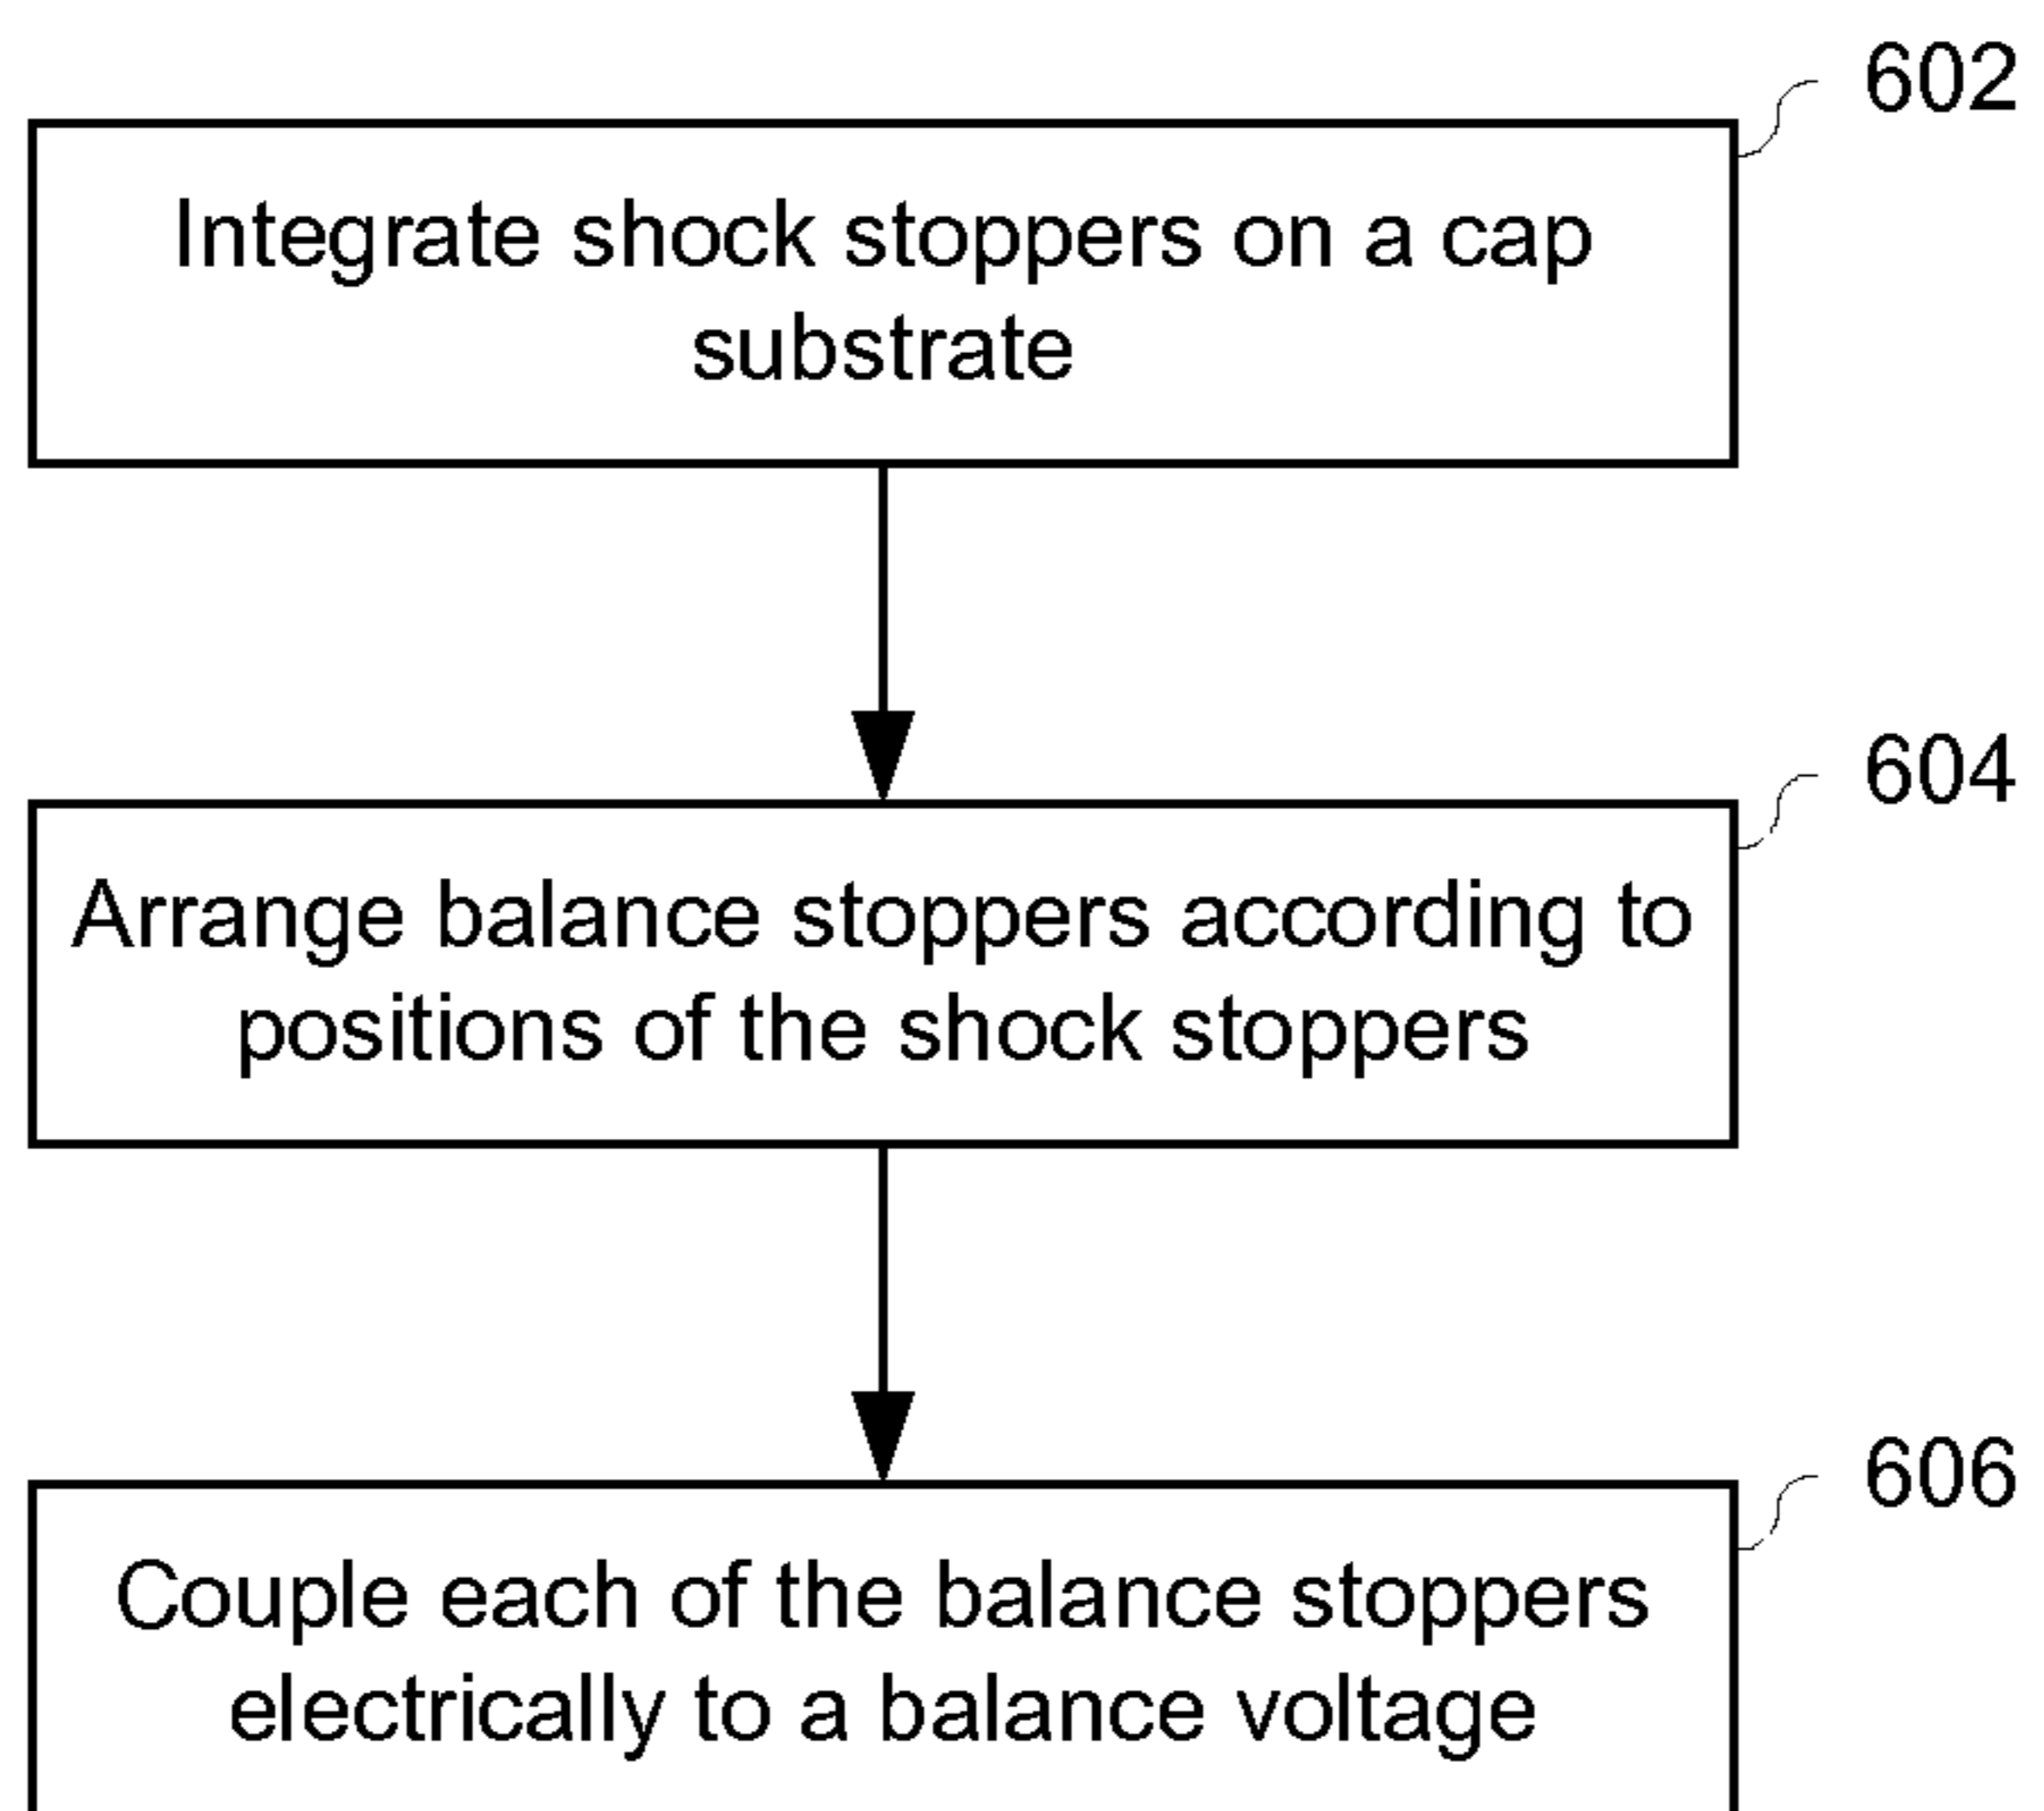 602
Integrate shock stoppers on a cap
substrate
604
Arrange balance stoppers according to
positions of the shock stoppers
606
Couple each of the balance stoppers
electrically to a balance voltage